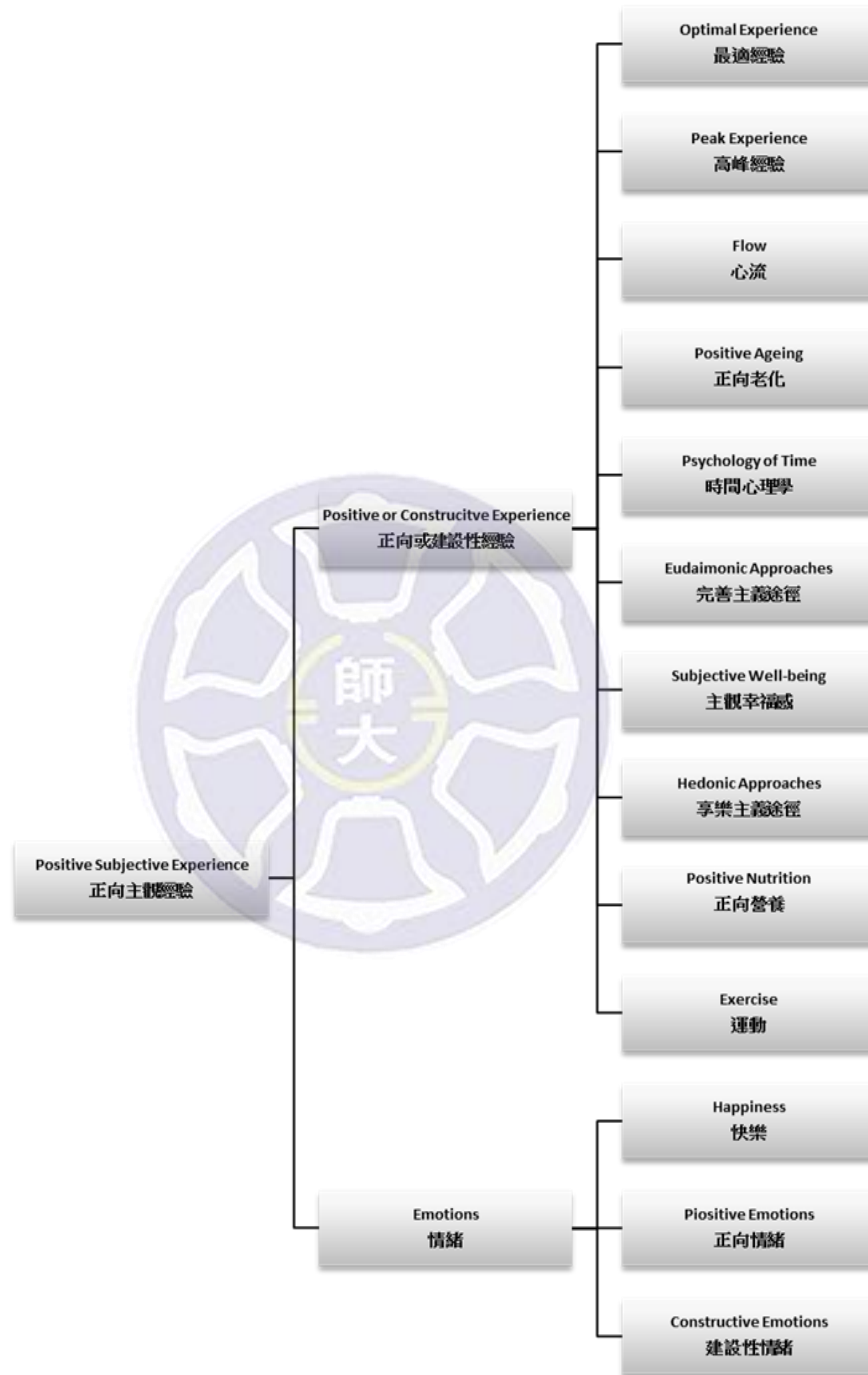 Optimal Experience
最適經驗
Peak Experience
高峰經驗
Flow
心流
Positive Ageing
正向老化
Psychology of Time
時間心理學
Positive or Construcitve Experience
正向或建設性經驗
Eudaimonic Approaches
完善主義途徑
Subjective Well-being
主觀幸福感
師
大
Hedonic Approaches
享樂主義途徑
Positive Subjective Experience
正向主觀經驗
Positive Nutrition
正向營養
Exercise
運動
Happiness
快樂
Emotions
情緒
Piositive Emotions
正向情緒
Constructive Emotions
建設性情緒